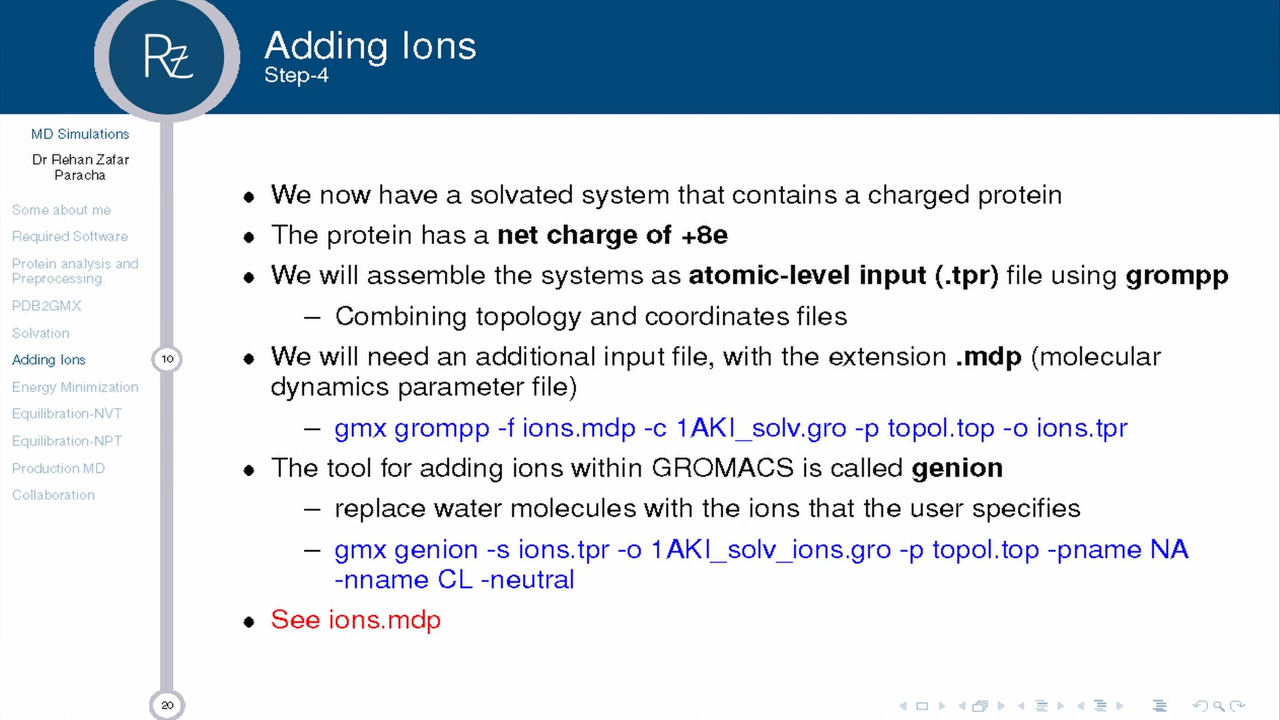 Rz
Adding Ions
Step-4
MD Simulations
Dr Rehan Zafar
Paracha
Some about me
Required Software
Protein analysis and
Preprocessing
PDB2GMX
Solvation
Adding Ions
Energy Minimization
Equilibration-NVT
Equilibration-NPT
Production MD
Collaboration
10
20
• We now have a solvated system that contains a charged protein
• The protein has a net charge of +8e
• We will assemble the systems as atomic-level input (.tpr) file using grompp
– Combining topology and coordinates files
• We will need an additional input file, with the extension .mdp (molecular
dynamics parameter file)
– gmx grompp -f ions.mdp -c 1AKI_solv.gro -p topol.top -o ions.tpr
• The tool for adding ions within GROMACS is called genion
– replace water molecules with the ions that the user specifies
– gmx genion -s ions.tpr -o 1AKI_solv_ions.gro -p topol.top -pname NA
-nname CL -neutral
• See ions.mdp